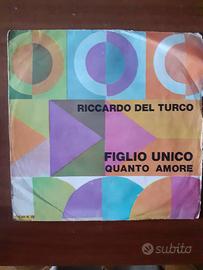 RICCARDO DEL TURCO
FIGLIO UNICO
QUANTO AMORE
subito